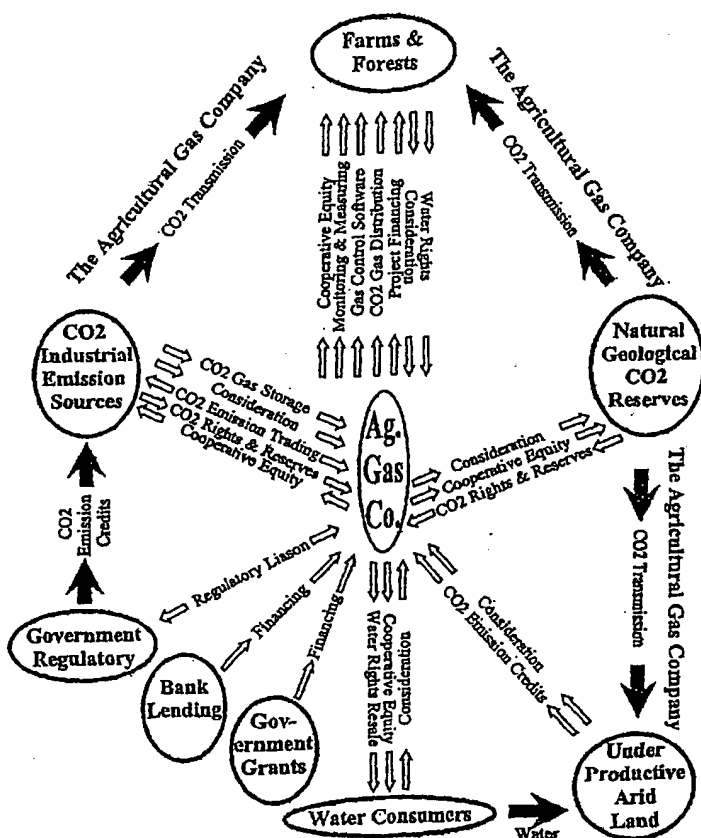 Farms &
Forests
The Agricultural Gas Company
CO2 Transmission
The Agricultural Gas Company
CO2 Transmission
Cooperative Equity
Monitoring & Measuring
Gas Control Software
CO2 Gas Distribution
Project Financing
Consideration
Water Rights
CO2
Industrial
Emission
Sources
Natural
Geological
CO2
Reserves
CO2 Gas Storage
Consideration
CO2 Emission Trading
CO2 Rights & Reserves
Cooperative Equity
Ag.
Gas
Co.
Consideration
Cooperative Equity
CO2 Rights & Reserves
The Agricultural Gas Company
CO2 Transmission
CO2
Emission
Credits
Regulatory Liason
Financing
Financing
Government
Regulatory
Bank
Lending
Gov-
ernment
Grants
Water Rights Resale
Cooperative Equity
Consideration
Consideration
CO2 Emission Credits
Under
Productive
Arid
Land
Water Consumers
Water